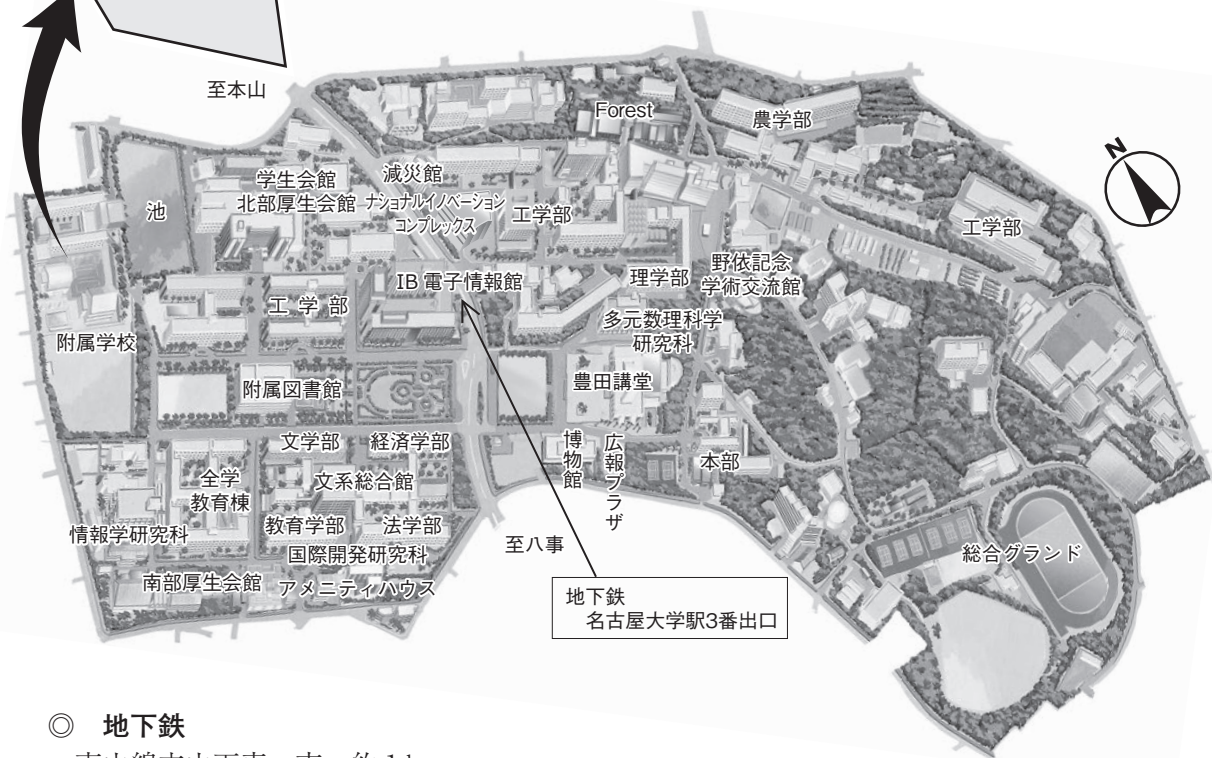 至本山
Forest
農学部
N
減災館
学生会館
北部厚生会館
ナショナルイノベーション
コンプレックス
池
工学部
工学部
IB 電子情報館
理学部
野依記念
学術交流館
工 学 部
多元数理科学
研究科
附属学校
豊田講堂
附属図書館
文学部
経済学部
博物館
広報プラザ
本部
全学
教育棟
文系総合館
情報学研究科
教育学部
法学部
国際開発研究科
至八事
総合グランド
南部厚生会館
アメニティハウス
地下鉄
名古屋大学駅3番出口
◎ 地下鉄